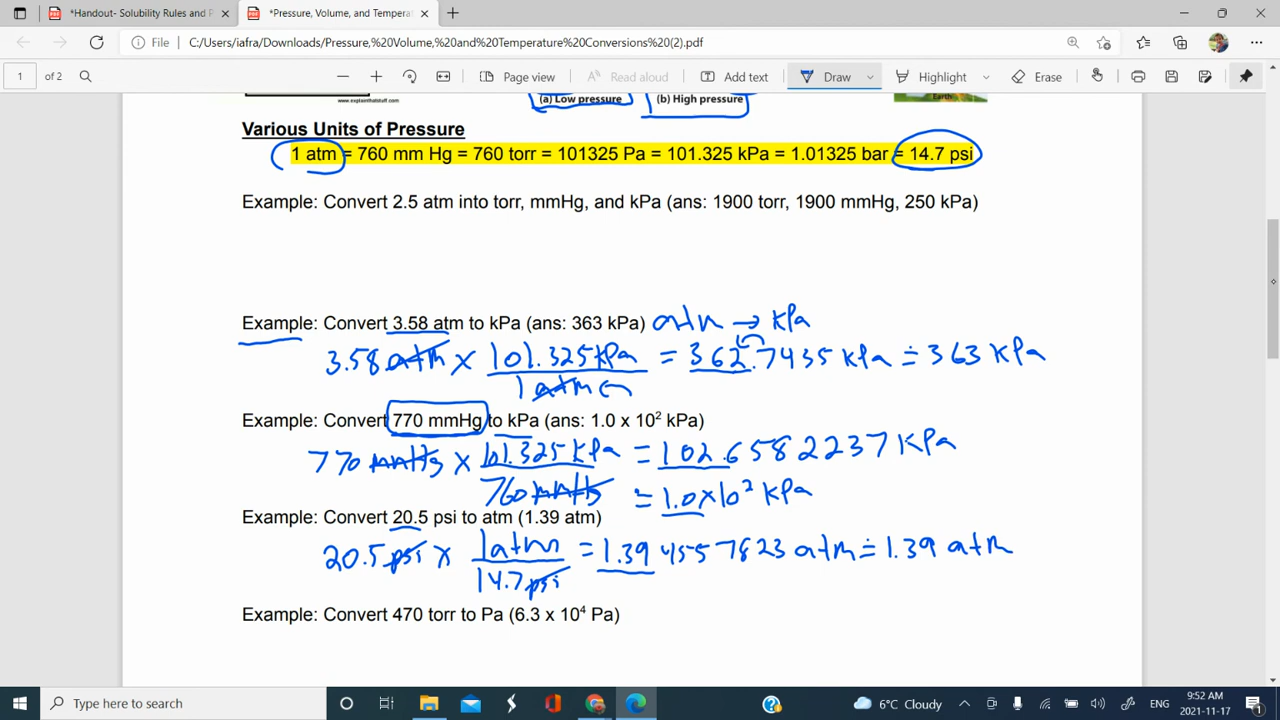 *Handout- Solubility Rules and P
*Pressure, Volume, and Tempera
File C:/Users/iafra/Downloads/Pressure,%20Volume,%20and%20Temperature%20Conversions%20(2).pdf
1 of 2 Page view Read aloud Add text Draw Highlight Erase
www.explainthatstuff.com (a) Low pressure (b) High pressure Earth
Various Units of Pressure
1 atm = 760 mm Hg = 760 torr = 101325 Pa = 101.325 kPa = 1.01325 bar = 14.7 psi
Example: Convert 2.5 atm into torr, mmHg, and kPa (ans: 1900 torr, 1900 mmHg, 250 kPa)
Example: Convert 3.58 atm to kPa (ans: 363 kPa) atm → kPa
3.58 atm × 101.325 kPa = 362.7435 kPa ≐ 363 kPa
1 atm
Example: Convert 770 mmHg to kPa (ans: 1.0 x 10² kPa)
770 mmHg × 101.325 kPa = 102.6582237 kPa
760 mmHg = 1.0×10² kPa
Example: Convert 20.5 psi to atm (1.39 atm)
20.5 psi × 1 atm = 1.394557823 atm ≐ 1.39 atm
14.7 psi
Example: Convert 470 torr to Pa (6.3 x 10⁴ Pa)
Type here to search 6°C Cloudy ENG 9:52 AM
2021-11-17